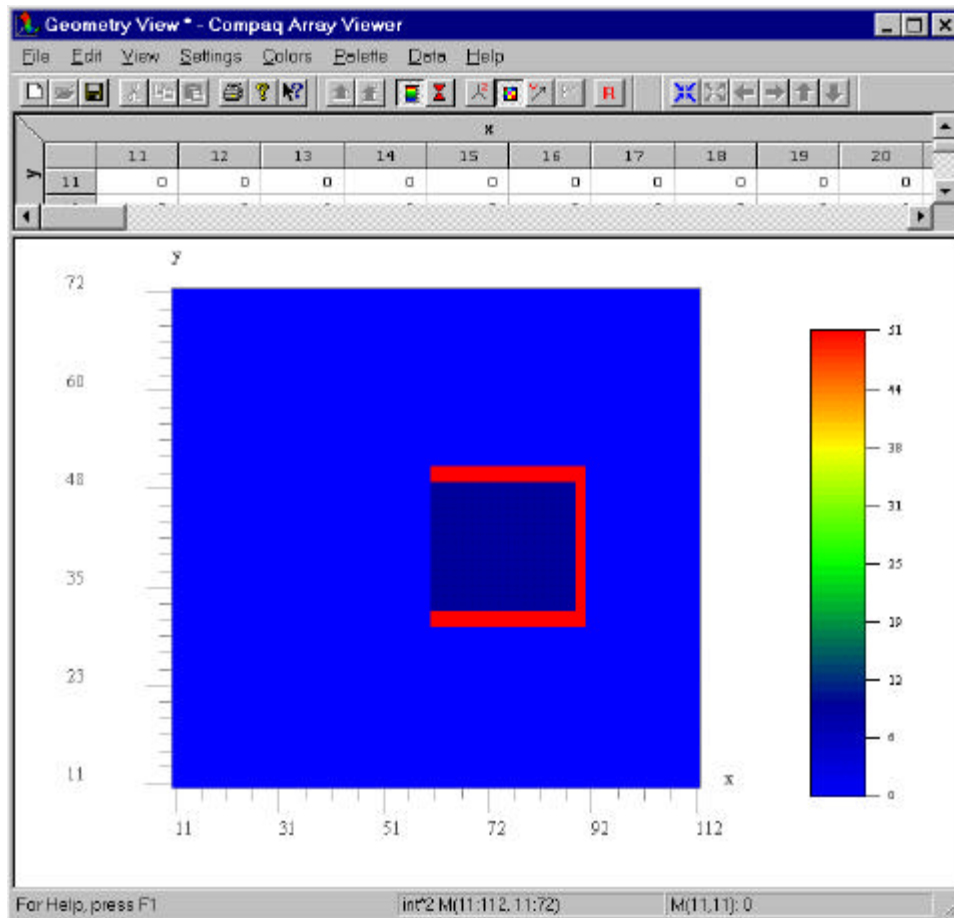 Geometry View * - Compaq Array Viewer
File Edit View Settings Colors Palette Data Help
R
x
11 12 13 14 15 16 17 18 19 20
y
11 0 0 0 0 0 0 0 0 0 0
y
72
60
48
35
23
11
x
11 31 51 72 92 112
51
44
38
31
25
19
12
6
0
For Help, press F1 int*2 M(11:112, 11:72) M(11,11): 0